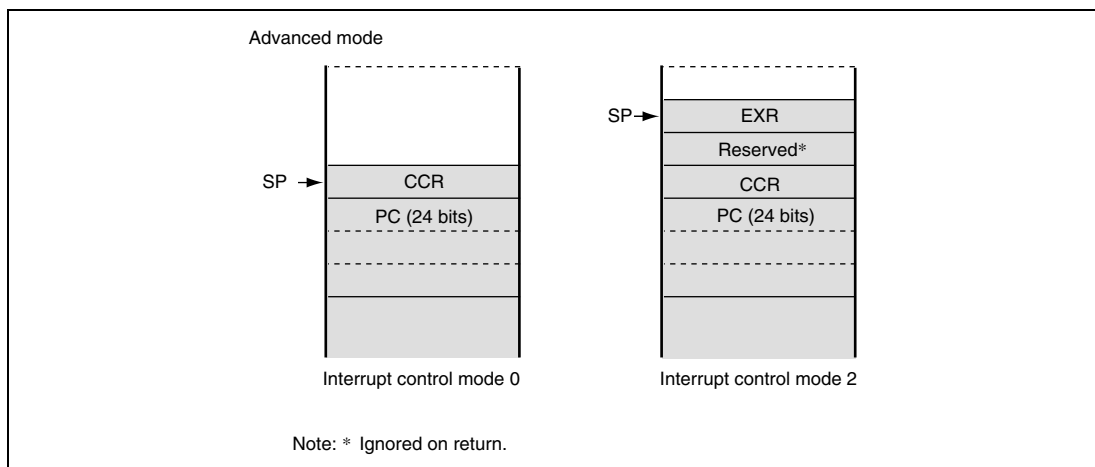 Advanced mode
SP
CCR
PC (24 bits)
Interrupt control mode 0
SP
EXR
Reserved*
CCR
PC (24 bits)
Interrupt control mode 2
Note: * Ignored on return.